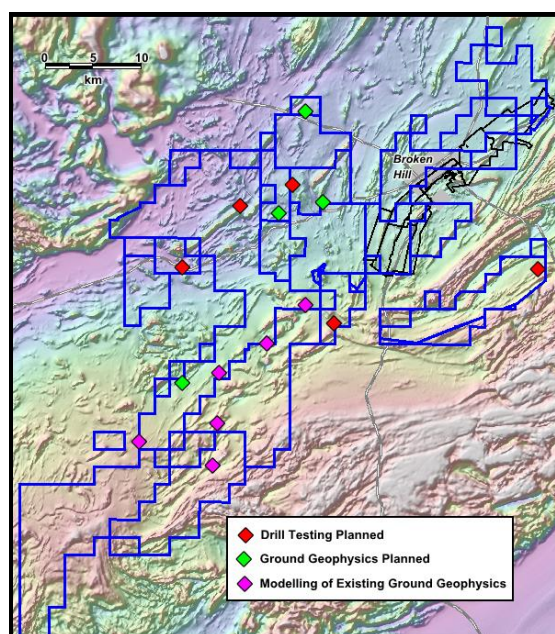 0 5 10
km
Broken
Hill
Drill Testing Planned
Ground Geophysics Planned
Modelling of Existing Ground Geophysics